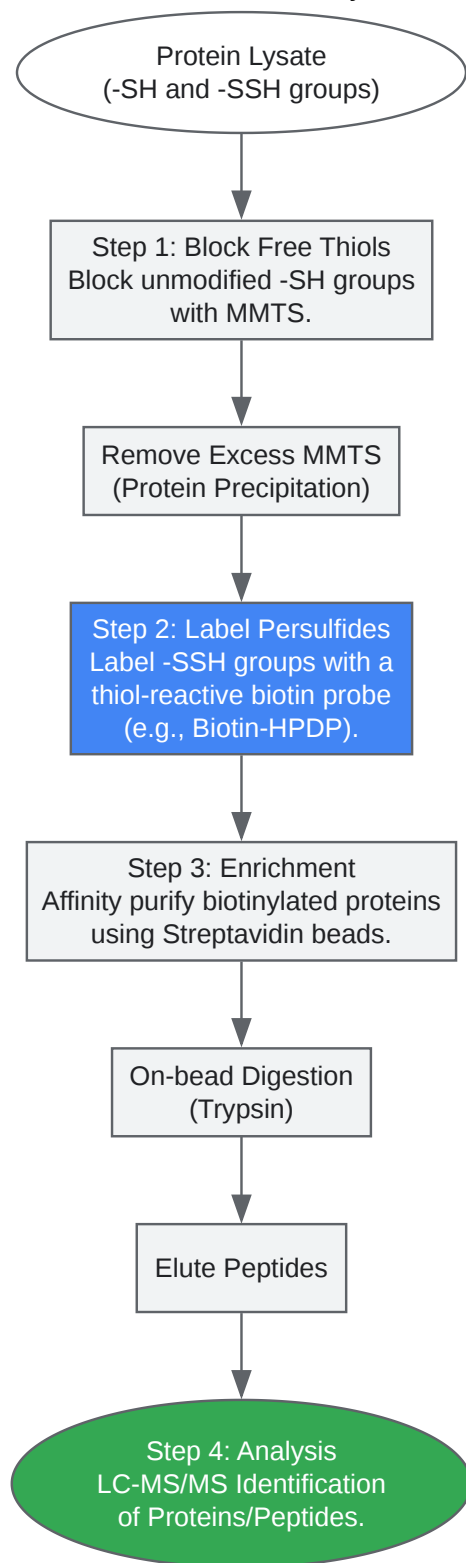 Protein Lysate
(-SH and -SSH groups)
Step 1: Block Free Thiols
Block unmodified -SH groups
with MMTS.
Remove Excess MMTS
(Protein Precipitation)
Step 2: Label Persulfides
Label -SSH groups with a
thiol-reactive biotin probe
(e.g., Biotin-HPDP).
Step 3: Enrichment
Affinity purify biotinylated proteins
using Streptavidin beads.
On-bead Digestion
(Trypsin)
Elute Peptides
Step 4: Analysis
LC-MS/MS Identification
of Proteins/Peptides.